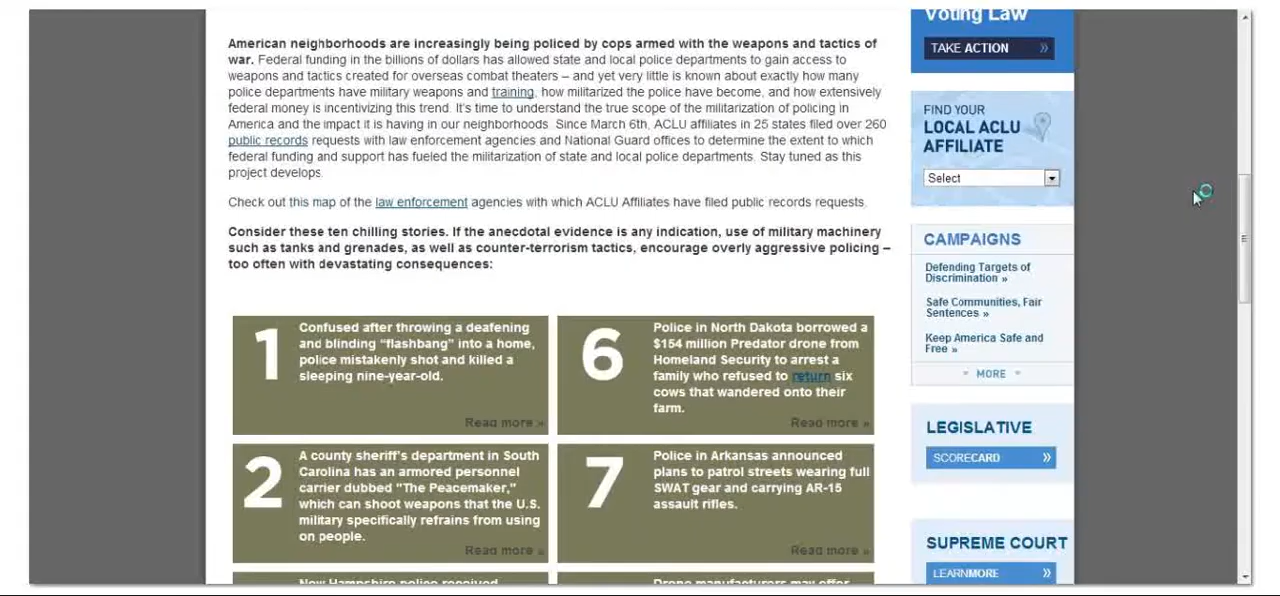 Voting Law
TAKE ACTION »
American neighborhoods are increasingly being policed by cops armed with the weapons and tactics of
war. Federal funding in the billions of dollars has allowed state and local police departments to gain access to
weapons and tactics created for overseas combat theaters – and yet very little is known about exactly how many
police departments have military weapons and training, how militarized the police have become, and how extensively
federal money is incentivizing this trend. It's time to understand the true scope of the militarization of policing in
America and the impact it is having in our neighborhoods. Since March 6th, ACLU affiliates in 25 states filed over 260
public records requests with law enforcement agencies and National Guard offices to determine the extent to which
federal funding and support has fueled the militarization of state and local police departments. Stay tuned as this
project develops.
Check out this map of the law enforcement agencies with which ACLU Affiliates have filed public records requests.
Consider these ten chilling stories. If the anecdotal evidence is any indication, use of military machinery
such as tanks and grenades, as well as counter-terrorism tactics, encourage overly aggressive policing –
too often with devastating consequences:
1
Confused after throwing a deafening
and blinding "flashbang" into a home,
police mistakenly shot and killed a
sleeping nine-year-old.
Read more »
6
Police in North Dakota borrowed a
$154 million Predator drone from
Homeland Security to arrest a
family who refused to return six
cows that wandered onto their
farm.
Read more »
2
A county sheriff's department in South
Carolina has an armored personnel
carrier dubbed "The Peacemaker,"
which can shoot weapons that the U.S.
military specifically refrains from using
on people.
Read more »
7
Police in Arkansas announced
plans to patrol streets wearing full
SWAT gear and carrying AR-15
assault rifles.
Read more »
New Hampshire police received
Drone manufacturers may offer
FIND YOUR
LOCAL ACLU
AFFILIATE
Select
CAMPAIGNS
Defending Targets of
Discrimination »
Safe Communities, Fair
Sentences »
Keep America Safe and
Free »
MORE
LEGISLATIVE
SCORECARD »
SUPREME COURT
LEARNMORE »